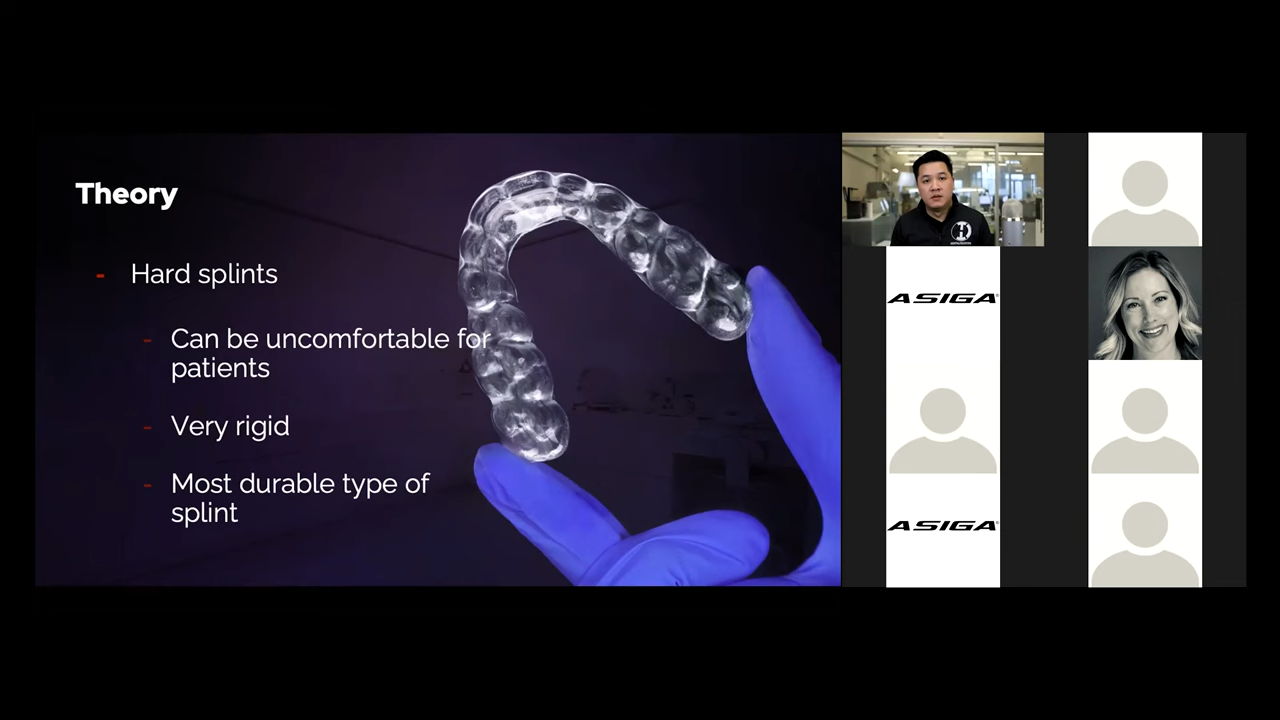 Theory
- Hard splints
- Can be uncomfortable for
patients
- Very rigid
- Most durable type of
splint
ASIGA
ASIGA